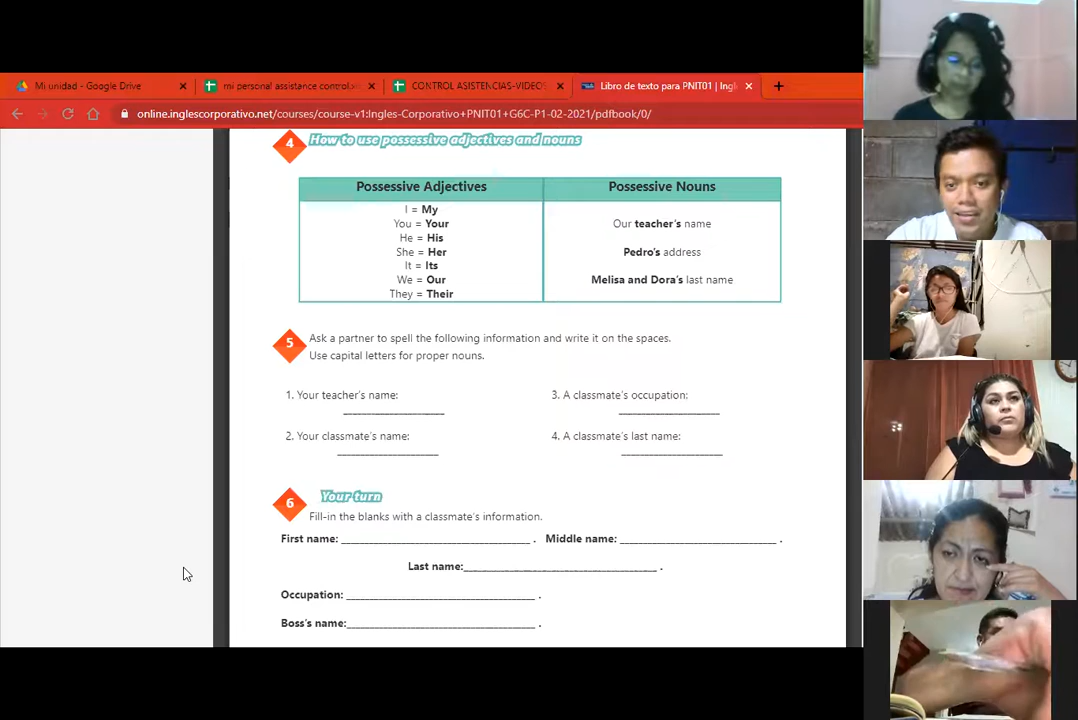 Mi unidad - Google Drive
mi personal assistance control.xl
CONTROL ASISTENCIAS-VIDEOS
Libro de texto para PNIT01 | Ingl
online.inglescorporativo.net/courses/course-v1:Ingles-Corporativo+PNIT01+G6C-P1-02-2021/pdfbook/0/
4 How to use possessive adjectives and nouns
Possessive Adjectives Possessive Nouns
I = My
You = Your
He = His
She = Her
It = Its
We = Our
They = Their
Our teacher's name
Pedro's address
Melisa and Dora's last name
5 Ask a partner to spell the following information and write it on the spaces.
Use capital letters for proper nouns.
1. Your teacher's name:
2. Your classmate's name:
3. A classmate's occupation:
4. A classmate's last name:
6 Your turn
Fill-in the blanks with a classmate's information.
First name: ______ . Middle name: ______ .
Last name:______ .
Occupation: ______ .
Boss's name:______ .